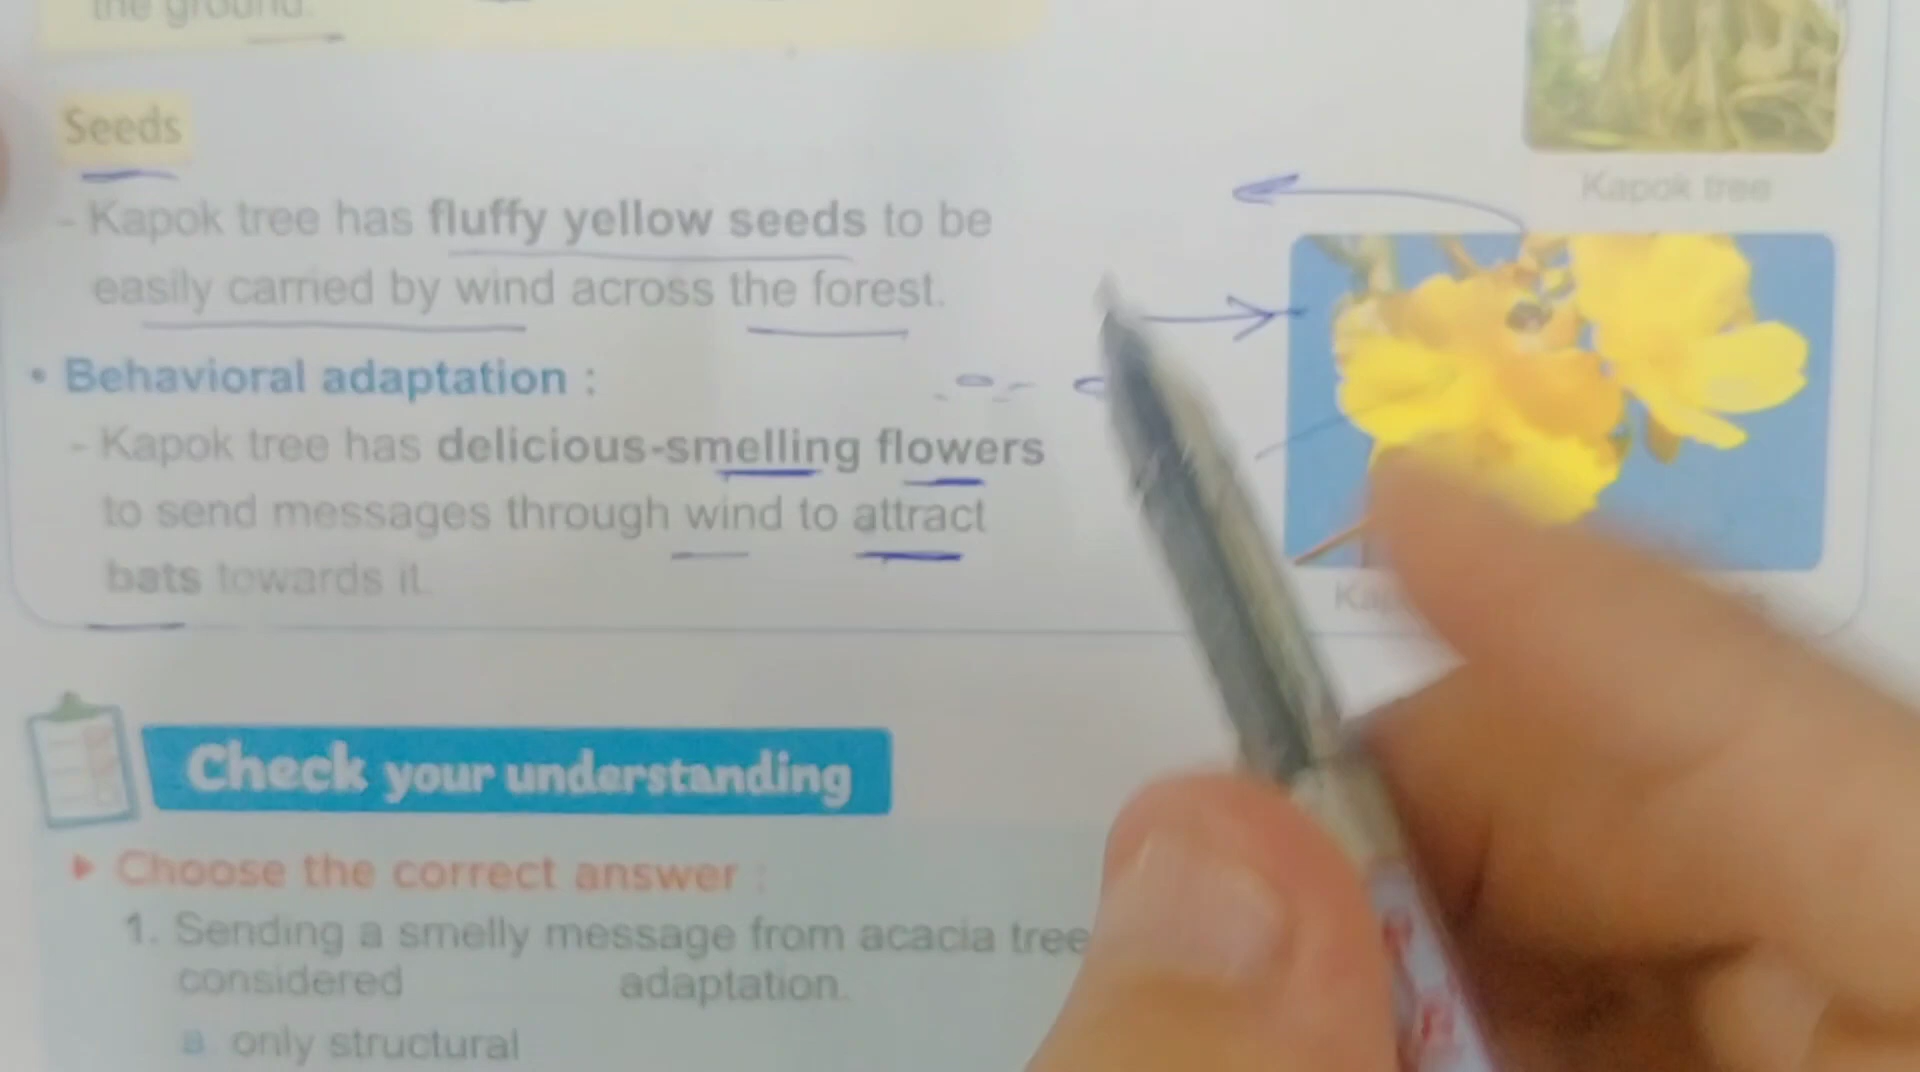 the ground.
Seeds
Kapok tree
- Kapok tree has fluffy yellow seeds to be
easily carried by wind across the forest.
• Behavioral adaptation :
- Kapok tree has delicious-smelling flowers
to send messages through wind to attract
bats towards it.
Check your understanding
Choose the correct answer :
1. Sending a smelly message from acacia tree
considered adaptation.
a. only structural